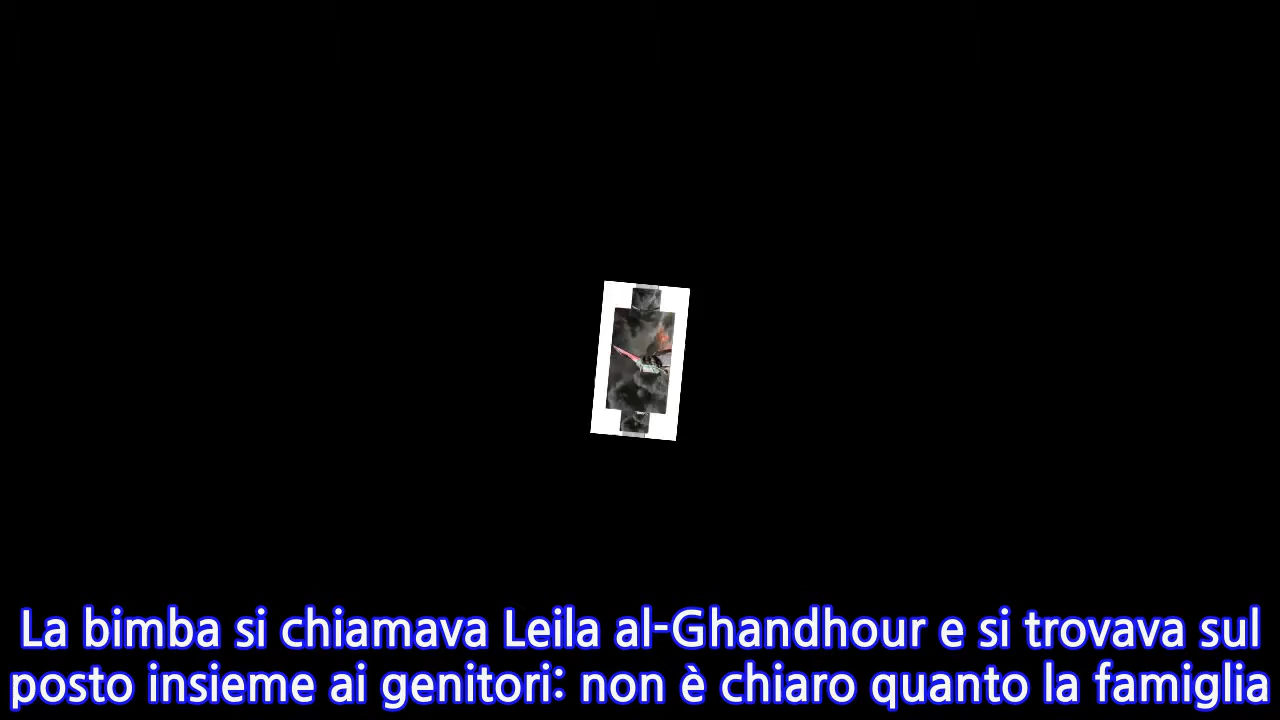 La bimba si chiamava Leila al-Ghandhour e si trovava sul
posto insieme ai genitori: non è chiaro quanto la famiglia